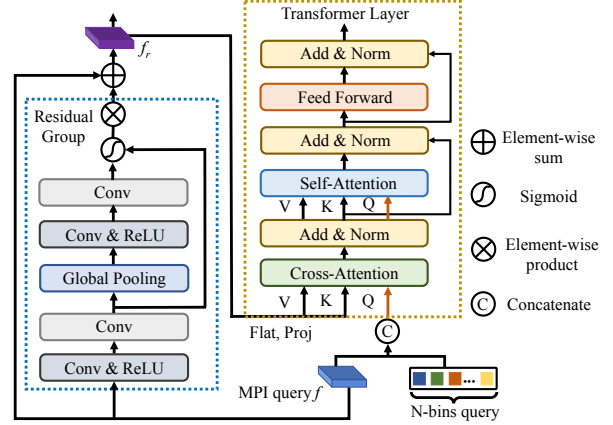 Transformer Layer
f_r
Add & Norm
Feed Forward
Add & Norm
Self-Attention
V K Q
Add & Norm
Cross-Attention
V K Q
Flat, Proj
C
MPI query f
N-bins query
Residual
Group
Conv
Conv & ReLU
Global Pooling
Conv
Conv & ReLU
Element-wise
sum
Sigmoid
Element-wise
product
C Concatenate